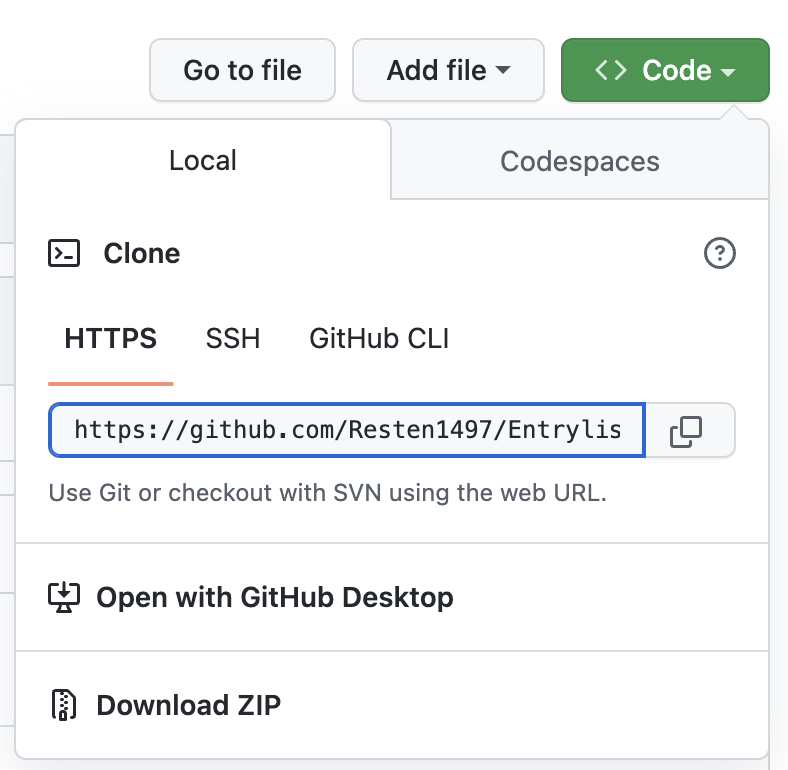 Go to file Add file Code
Local Codespaces
Clone
HTTPS SSH GitHub CLI
https://github.com/Resten1497/Entrylis
Use Git or checkout with SVN using the web URL.
Open with GitHub Desktop
Download ZIP